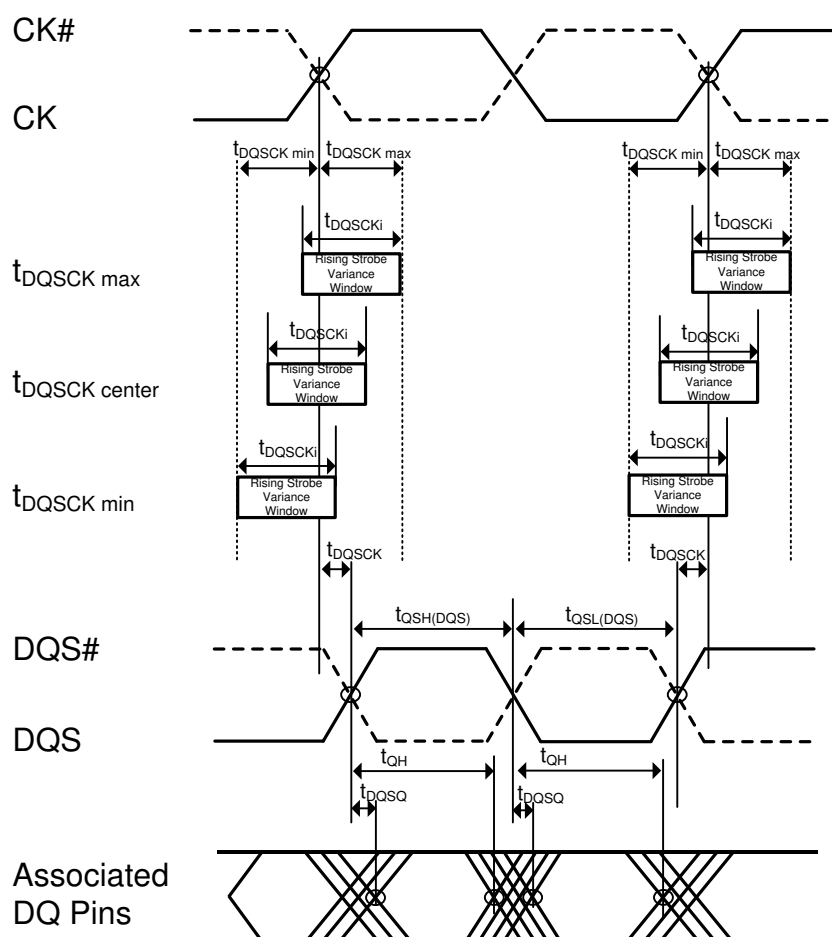 CK#
CK
tDQSCK min tDQSCK max tDQSCK min tDQSCK max
tDQSCKi tDQSCKi
tDQSCK max
Rising Strobe Variance Window Rising Strobe Variance Window
tDQSCKi tDQSCKi
tDQSCK center
Rising Strobe Variance Window Rising Strobe Variance Window
tDQSCKi tDQSCKi
tDQSCK min
Rising Strobe Variance Window Rising Strobe Variance Window
tDQSCK tDQSCK
tQSH(DQS) tQSL(DQS)
DQS#
DQS
tQH tQH
tDQSQ tDQSQ
Associated
DQ Pins